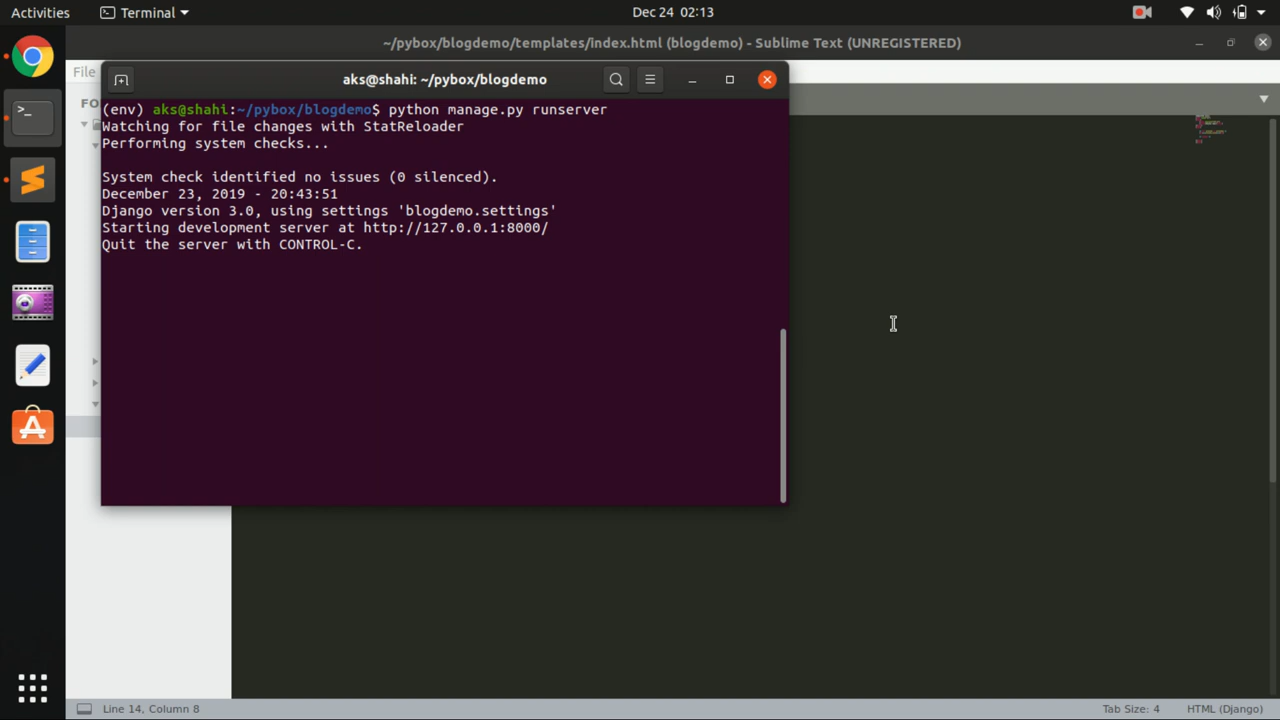 Activities
Terminal
Dec 24 02:13
~/pybox/blogdemo/templates/index.html (blogdemo) - Sublime Text (UNREGISTERED)
File
FO
aks@shahi: ~/pybox/blogdemo
(env) aks@shahi:~/pybox/blogdemo$ python manage.py runserver
Watching for file changes with StatReloader
Performing system checks...
System check identified no issues (0 silenced).
December 23, 2019 - 20:43:51
Django version 3.0, using settings 'blogdemo.settings'
Starting development server at http://127.0.0.1:8000/
Quit the server with CONTROL-C.
Line 14, Column 8
Tab Size: 4
HTML (Django)